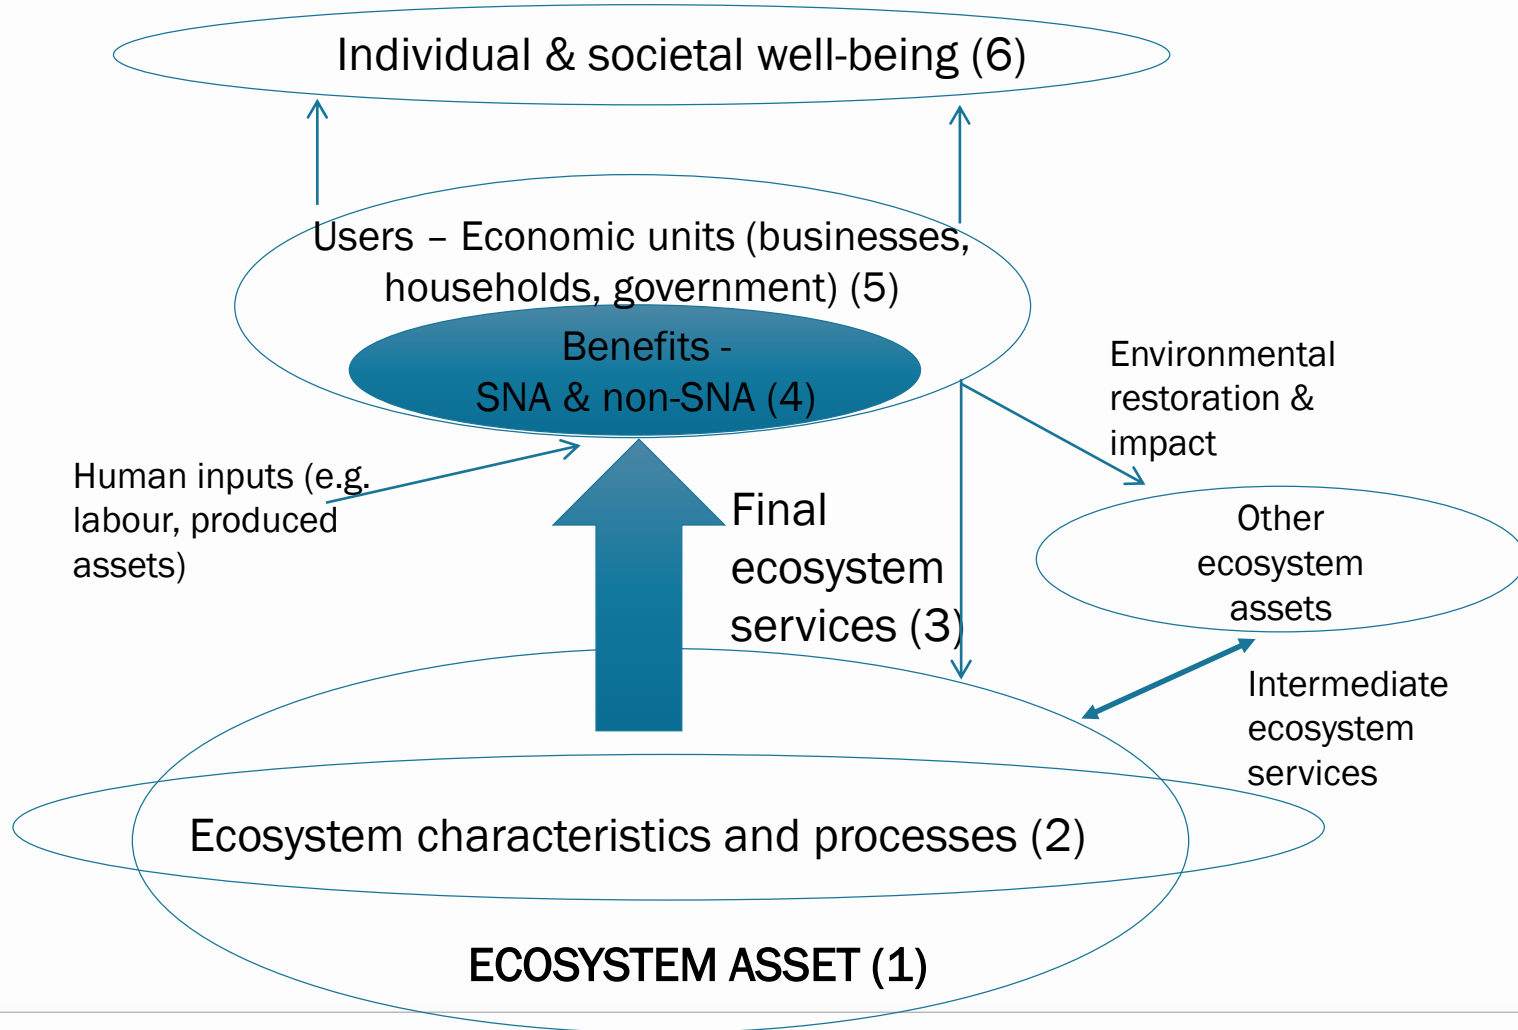 Individual & societal well-being (6)
Users – Economic units (businesses,
households, government) (5)
Benefits -
SNA & non-SNA (4)
Environmental
restoration &
impact
Human inputs (e.g.
labour, produced
assets)
Final
ecosystem
services (3)
Other
ecosystem
assets
Intermediate
ecosystem
services
Ecosystem characteristics and processes (2)
ECOSYSTEM ASSET (1)